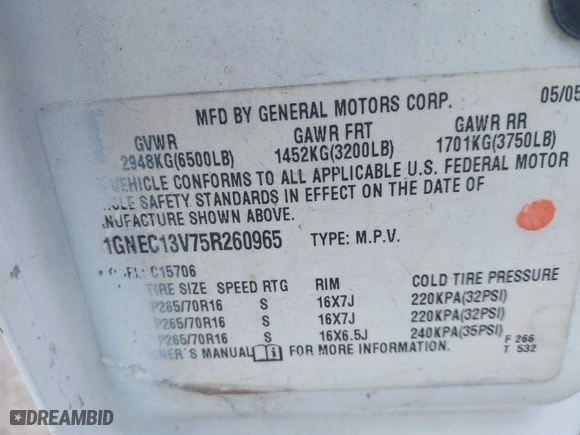 MFD BY GENERAL MOTORS CORP. 05/05
GVWR GAWR FRT GAWR RR
2948KG(6500LB) 1452KG(3200LB) 1701KG(3750LB)
VEHICLE CONFORMS TO ALL APPLICABLE U.S. FEDERAL MOTOR
SAFETY STANDARDS IN EFFECT ON THE DATE OF
SHOWN ABOVE.
1GNEC13V75R260965 TYPE: M.P.V.
C15706
TIRE SIZE SPEED RTG RIM COLD TIRE PRESSURE
P265/70R16 S 16X7J 220KPA(32PSI)
P265/70R16 S 16X7J 220KPA(32PSI)
P265/70R16 S 16X6.5J 240KPA(35PSI)
MANUAL FOR MORE INFORMATION.
F 266
T 532
DREAMBID